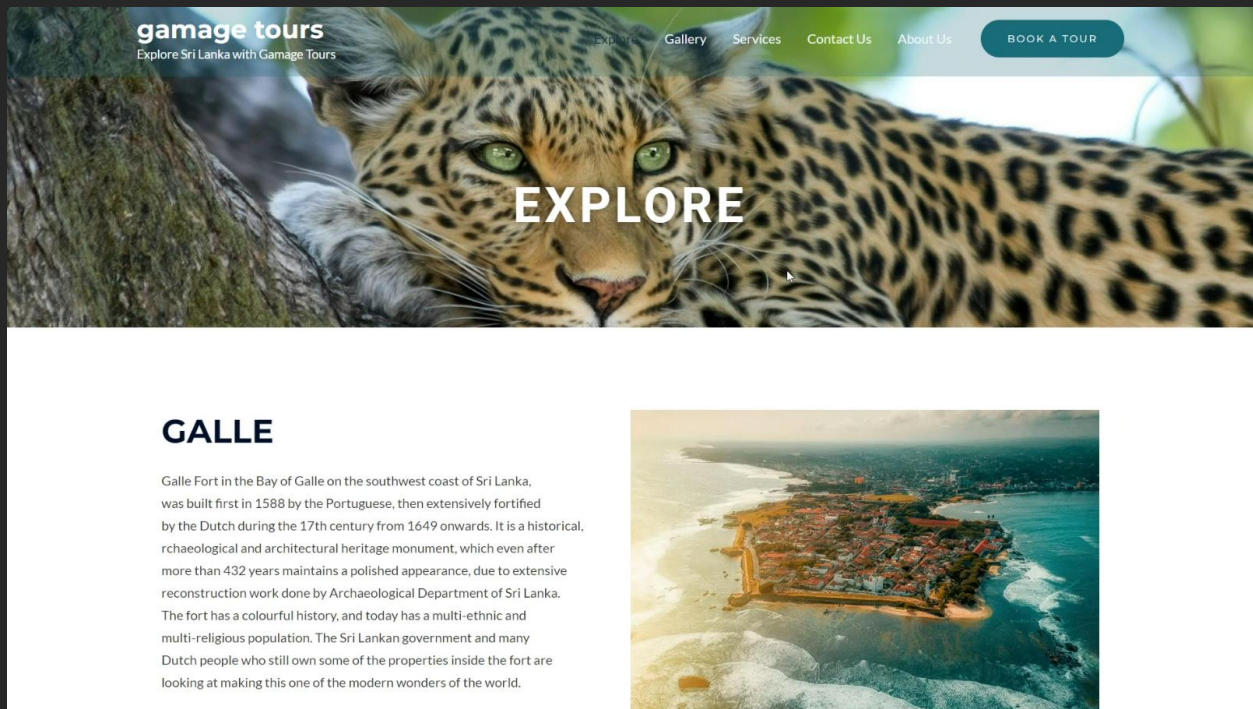 gamage tours
Explore Sri Lanka with Gamage Tours
Explore Gallery Services Contact Us About Us BOOK A TOUR
EXPLORE
GALLE
Galle Fort in the Bay of Galle on the southwest coast of Sri Lanka,
was built first in 1588 by the Portuguese, then extensively fortified
by the Dutch during the 17th century from 1649 onwards. It is a historical,
rchaeological and architectural heritage monument, which even after
more than 432 years maintains a polished appearance, due to extensive
reconstruction work done by Archaeological Department of Sri Lanka.
The fort has a colourful history, and today has a multi-ethnic and
multi-religious population. The Sri Lankan government and many
Dutch people who still own some of the properties inside the fort are
looking at making this one of the modern wonders of the world.